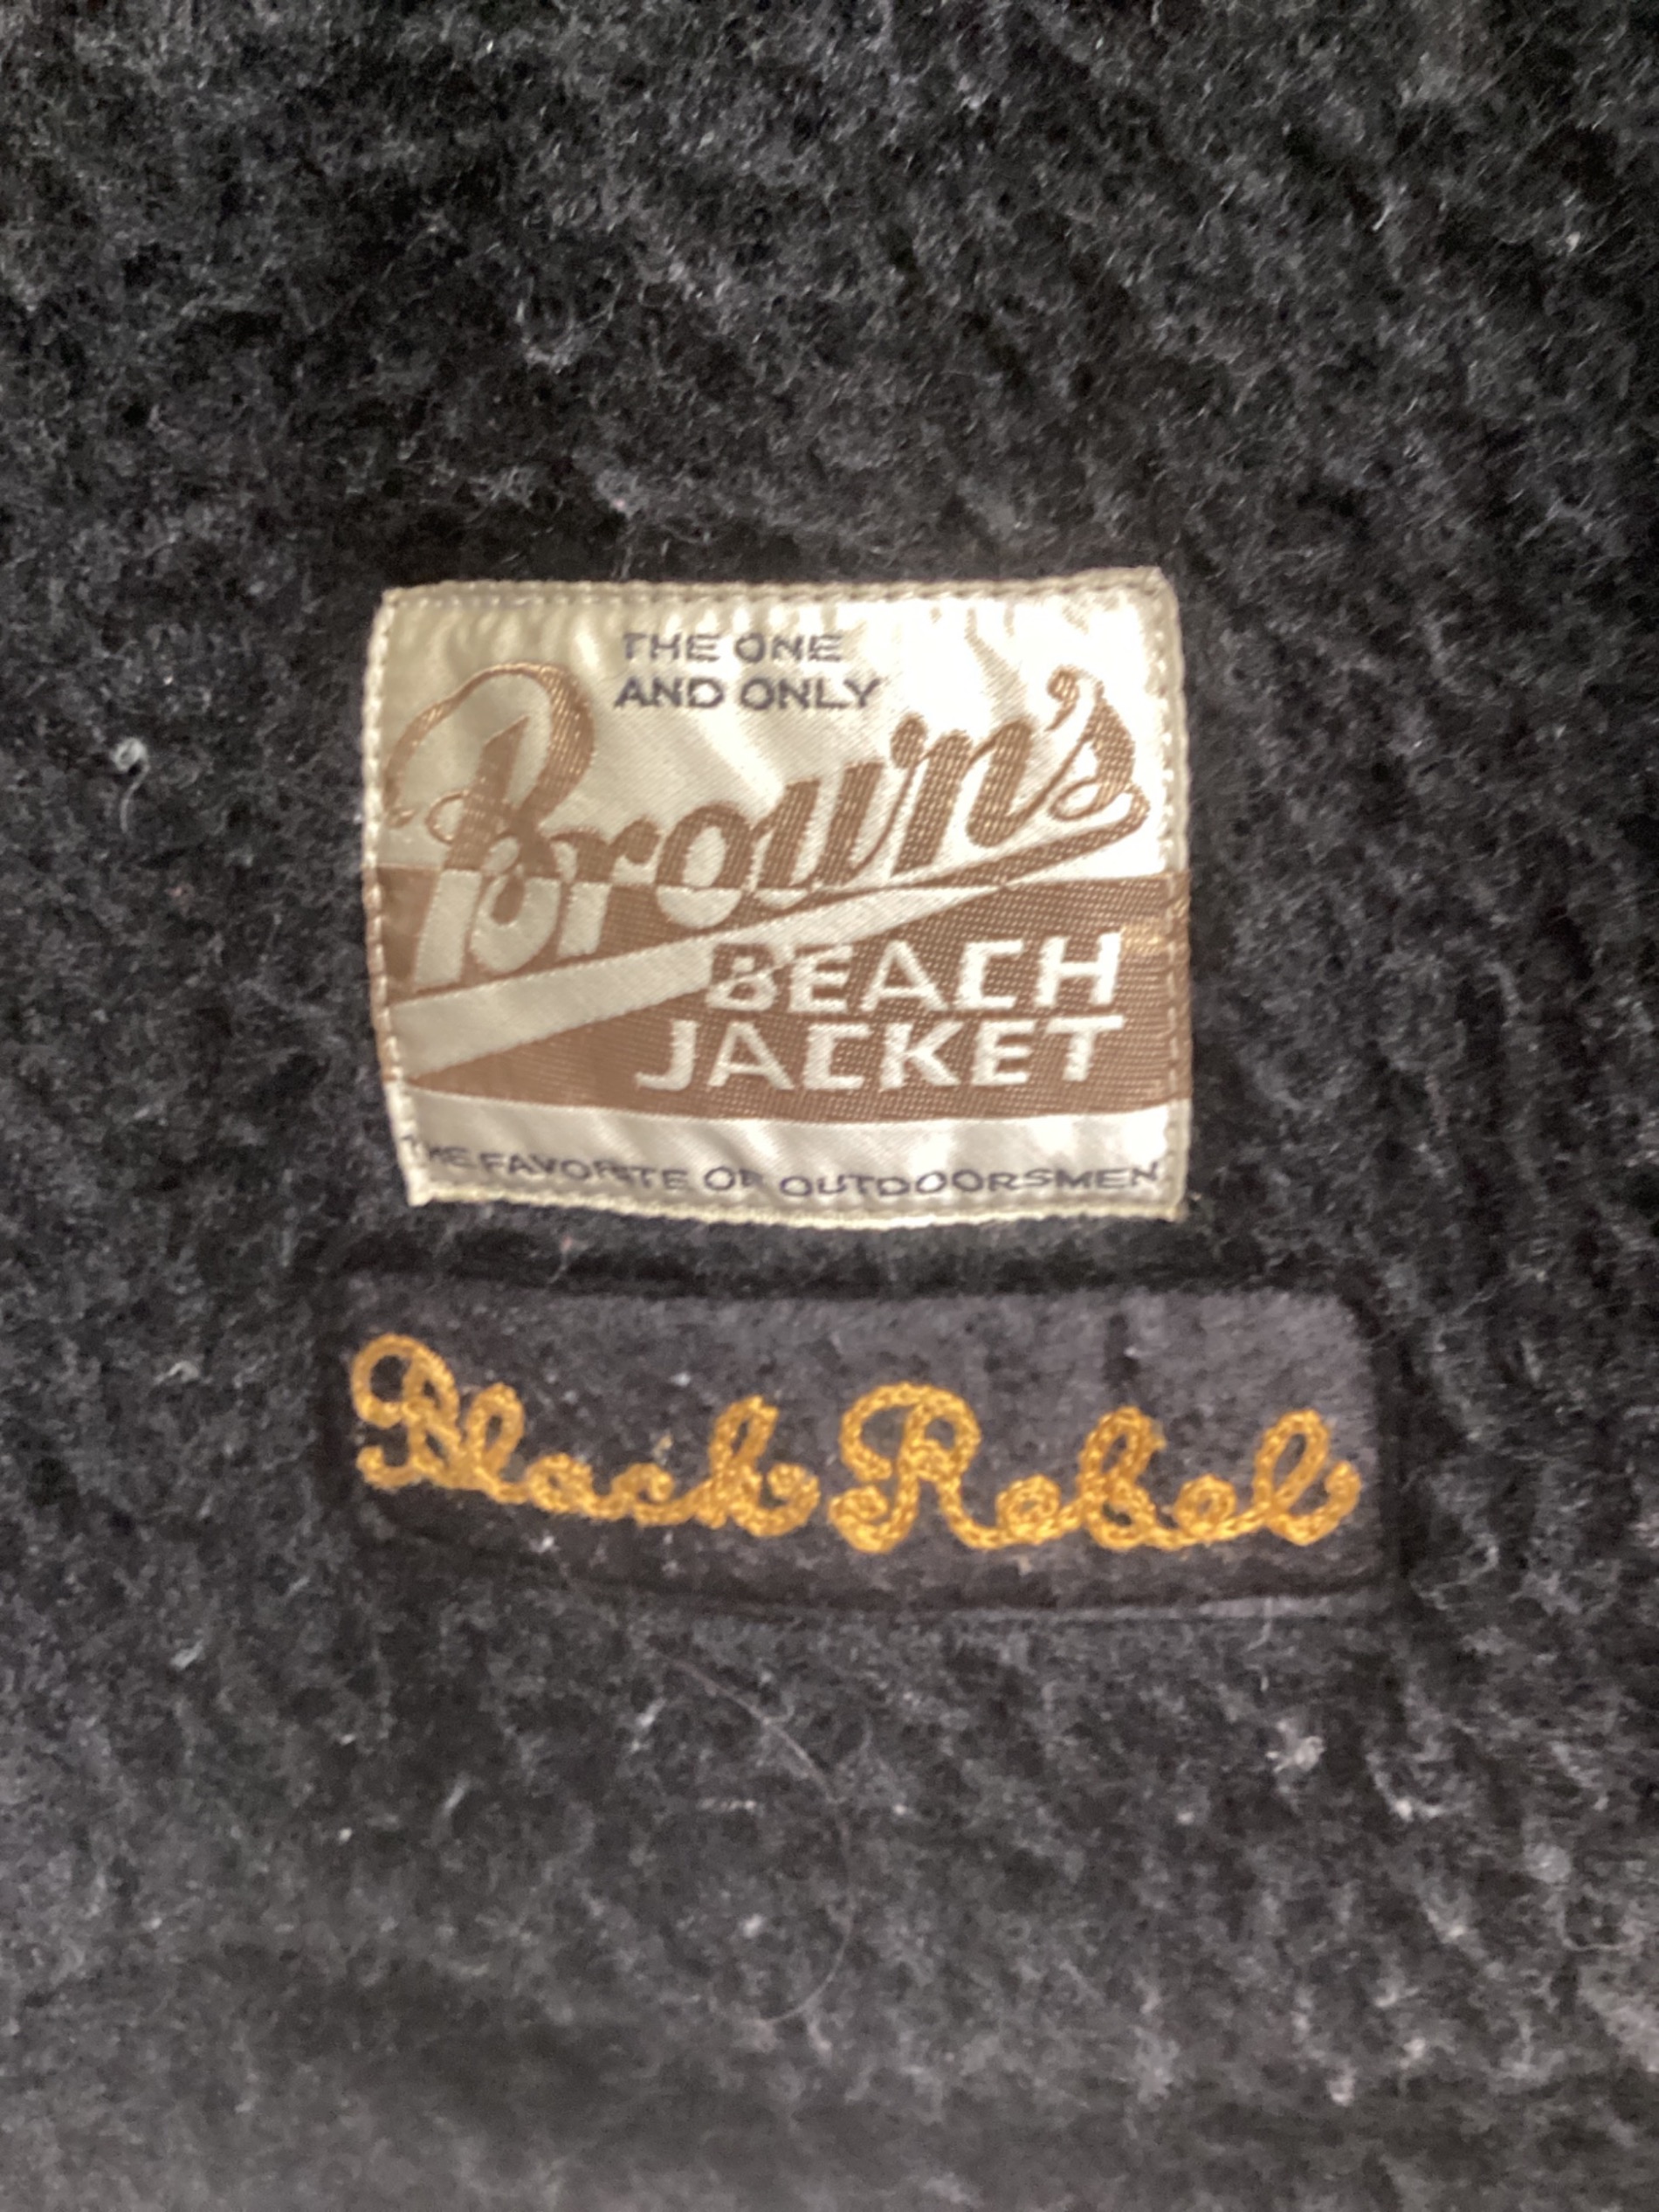 THE ONE
AND ONLY
Brown's
BEACH
JACKET
THE FAVORITE OF OUTDOORSMEN
Black Rebel